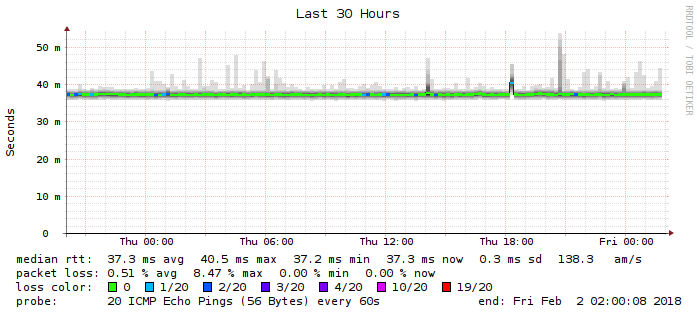 Last 30 Hours
RRDTOOL / TOBI OETIKER
Seconds
50 m
40 m
30 m
20 m
10 m
0
Thu 00:00 Thu 06:00 Thu 12:00 Thu 18:00 Fri 00:00
median rtt: 37.3 ms avg 40.5 ms max 37.2 ms min 37.3 ms now 0.3 ms sd 138.3 am/s
packet loss: 0.51 % avg 8.47 % max 0.00 % min 0.00 % now
loss color: 0 1/20 2/20 3/20 4/20 10/20 19/20
probe: 20 ICMP Echo Pings (56 Bytes) every 60s end: Fri Feb 2 02:00:08 2018